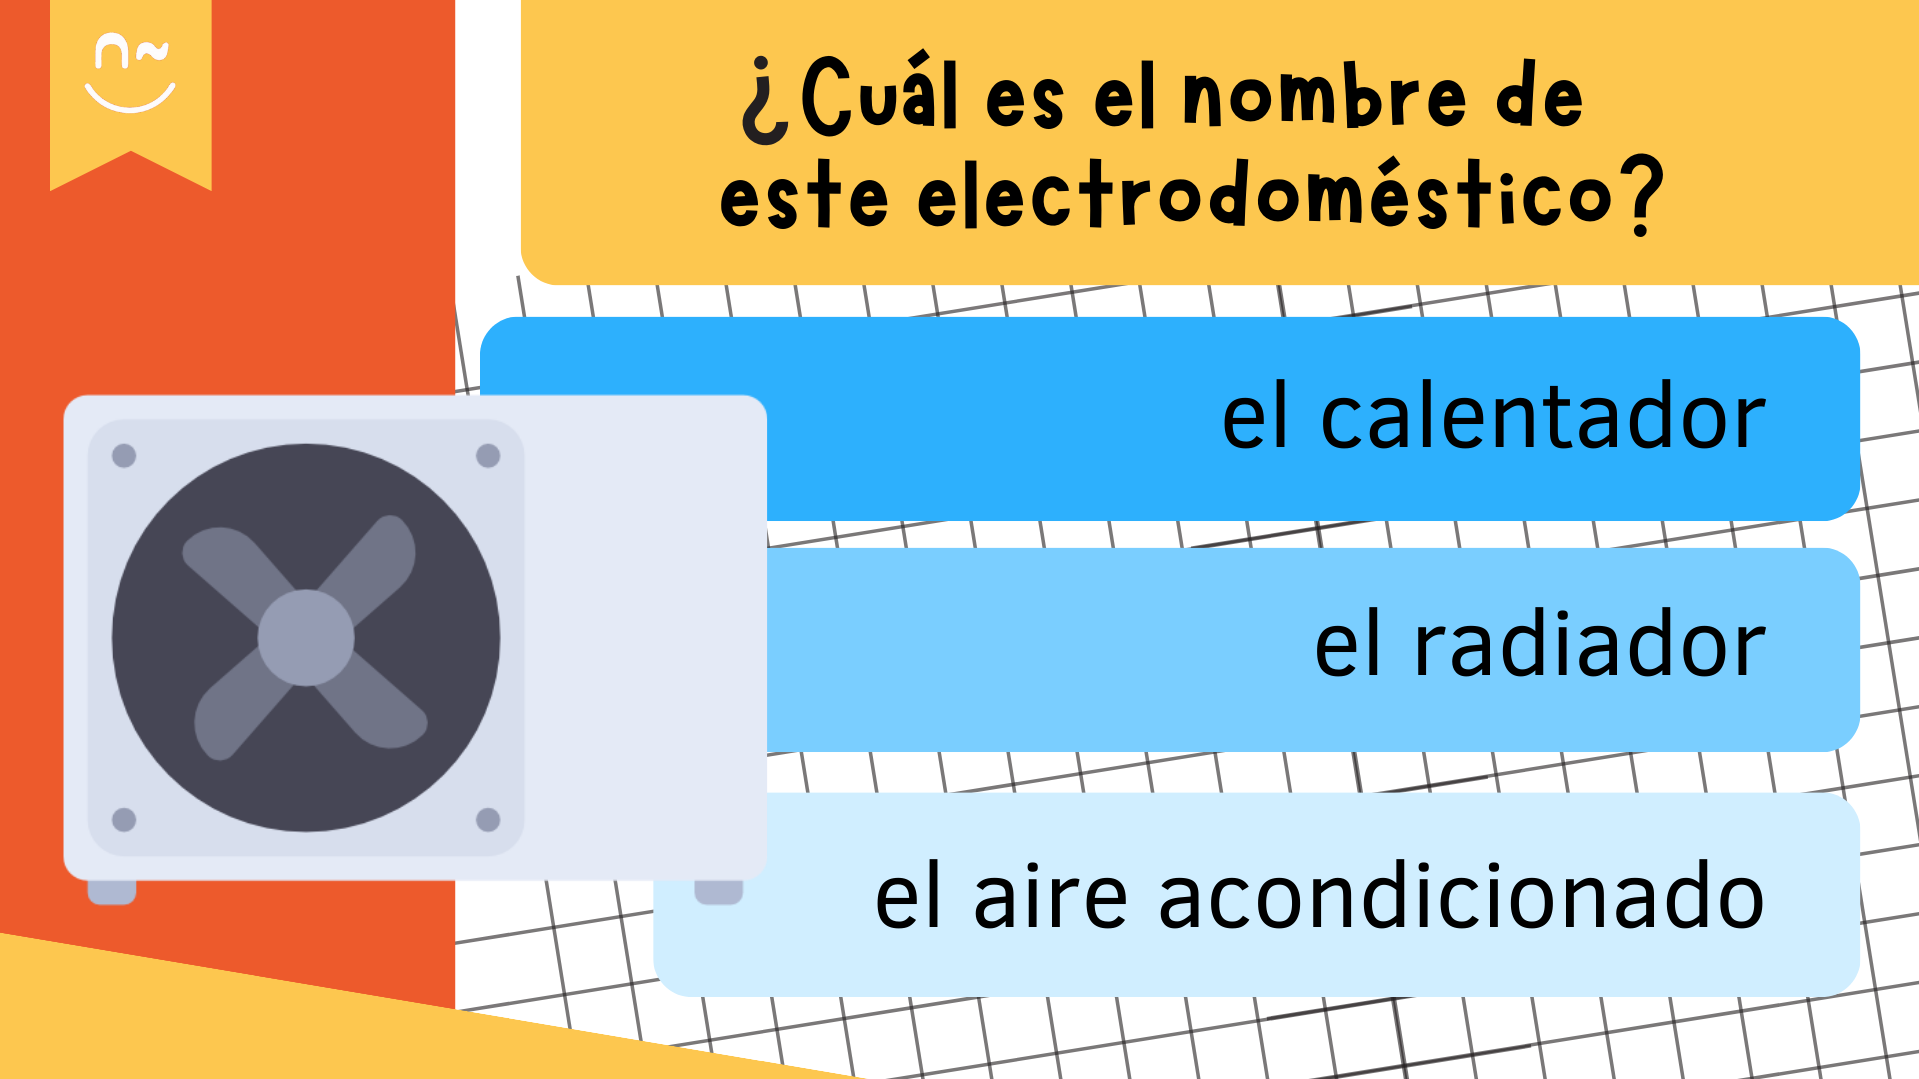 ¿Cuál es el nombre de
este electrodoméstico?
el calentador
el radiador
el aire acondicionado